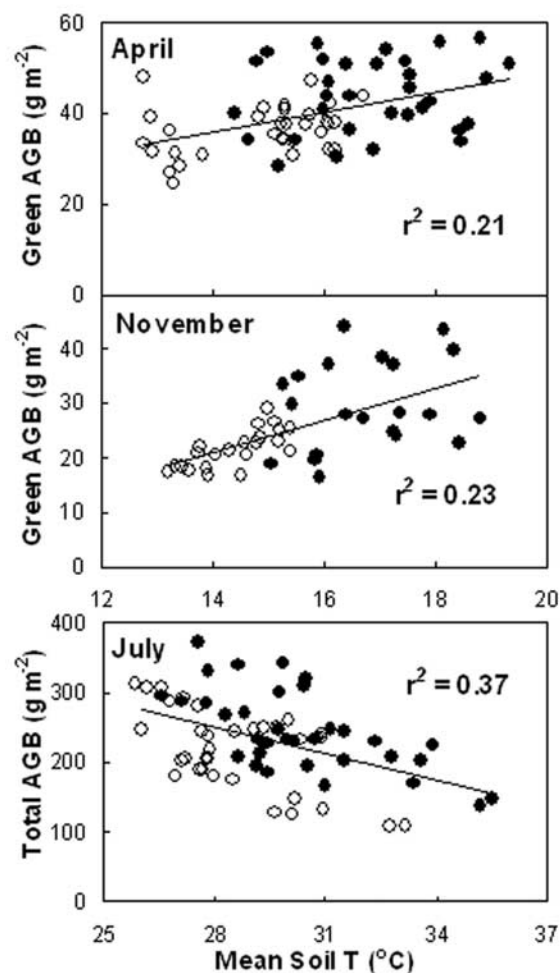 60
April
Green AGB (g m-2)
40
20
r² = 0.21
0
November
Green AGB (g m-2)
40
30
20
10
r² = 0.23
0
12 14 16 18 20
400
July
r² = 0.37
Total AGB (g m-2)
300
200
100
0
25 28 31 34 37
Mean Soil T (°C)